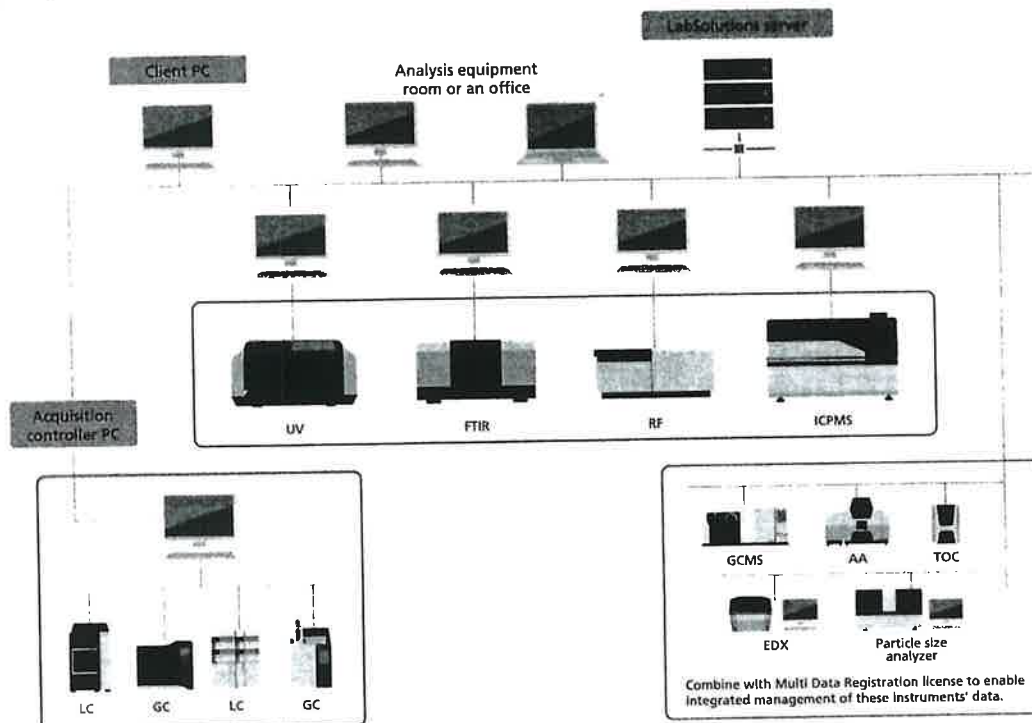 LabSolutions server
Client PC
Analysis equipment
room or an office
UV
FTIR
RF
ICPMS
Acquisition
controller PC
GCMS
AA
TOC
EDX
Particle size
analyzer
LC
GC
LC
GC
Combine with Multi Data Registration license to enable
integrated management of these instruments' data.